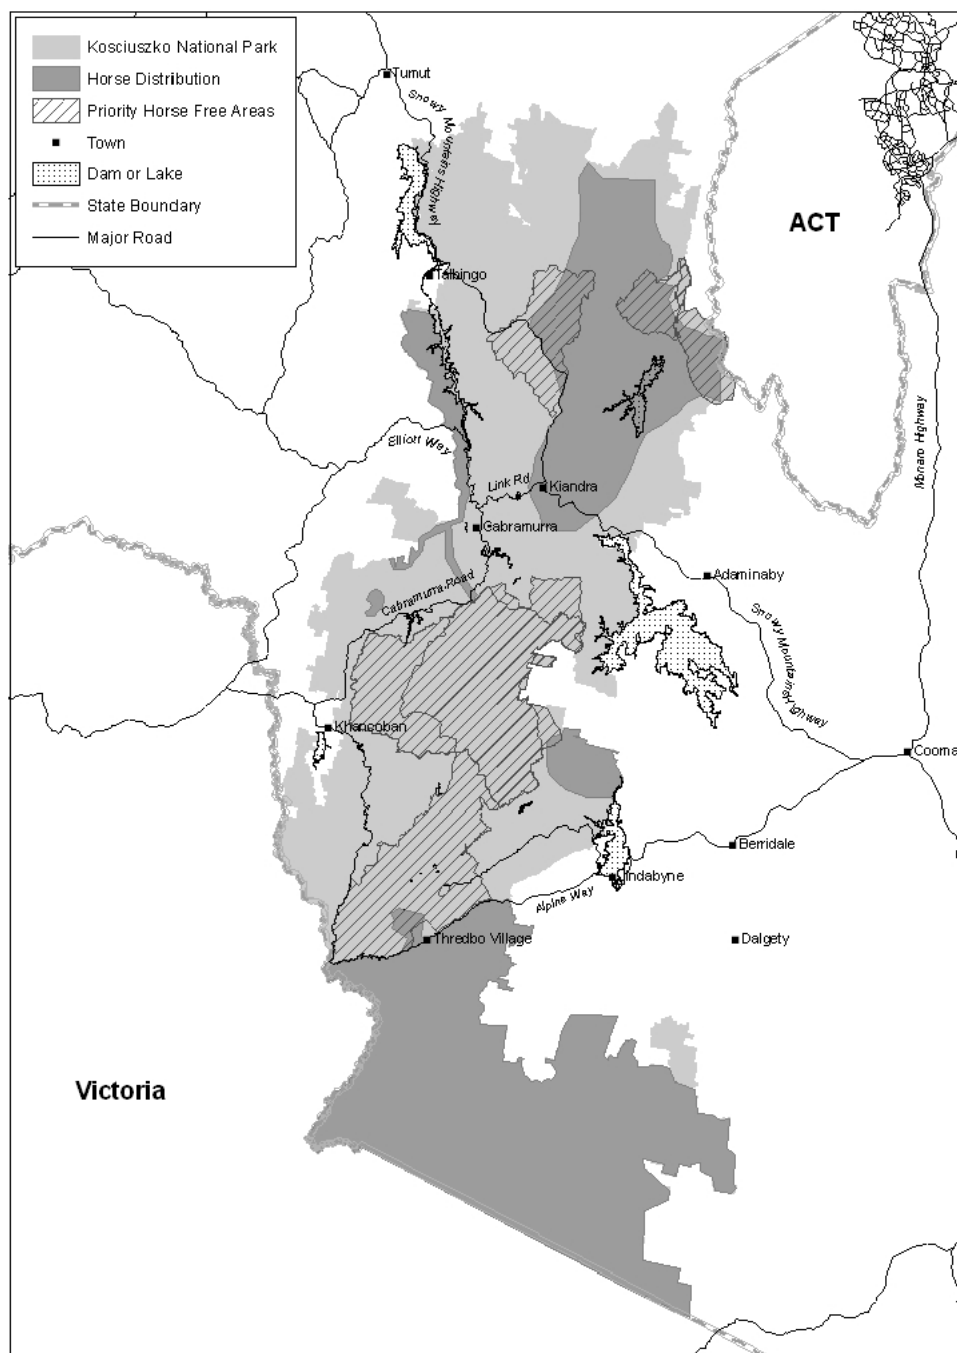 Kosciuszko National Park
Horse Distribution
Priority Horse Free Areas
Town
Dam or Lake
State Boundary
Major Road
Tumut
Snowy Mountains Highway
ACT
Talbingo
Monaro Highway
Elliott Way
Link Rd
Kiandra
Cabramurra
Adaminaby
Cabramurra Road
Snowy Mountains Highway
Khancoban
Cooma
Berridale
Jindabyne
Alpine Way
Thredbo Village
Dalgety
Victoria